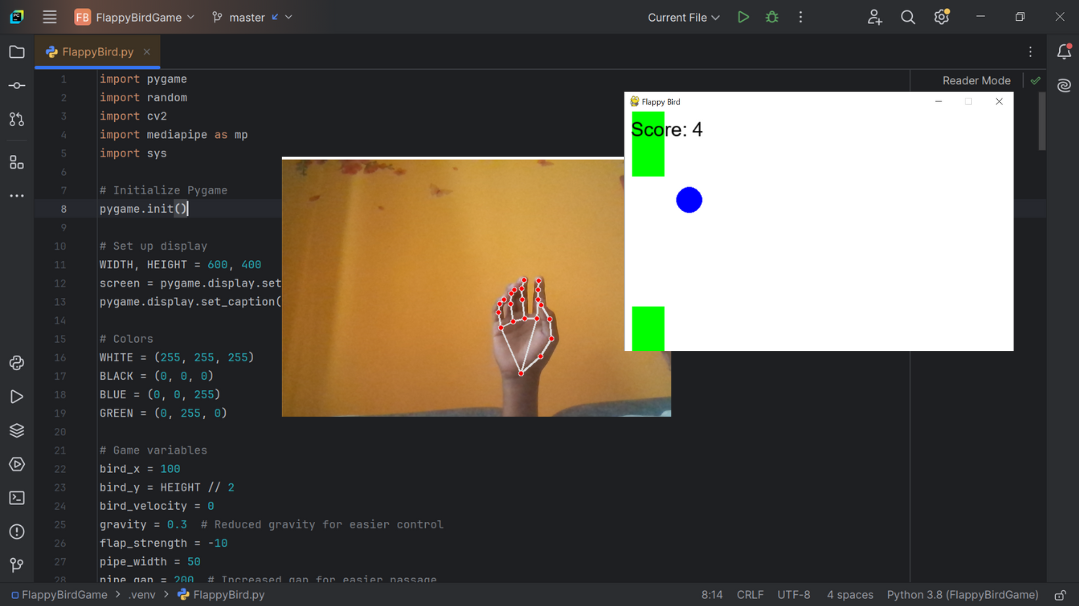 FB FlappyBirdGame master Current File
FlappyBird.py
Reader Mode
1 import pygame
2 import random
3 import cv2
4 import mediapipe as mp
5 import sys
6
7 # Initialize Pygame
8 pygame.init()
9
10 # Set up display
11 WIDTH, HEIGHT = 600, 400
12 screen = pygame.display.set
13 pygame.display.set_caption(
14
15 # Colors
16 WHITE = (255, 255, 255)
17 BLACK = (0, 0, 0)
18 BLUE = (0, 0, 255)
19 GREEN = (0, 255, 0)
20
21 # Game variables
22 bird_x = 100
23 bird_y = HEIGHT // 2
24 bird_velocity = 0
25 gravity = 0.3 # Reduced gravity for easier control
26 flap_strength = -10
27 pipe_width = 50
28 pipe_gap = 200 # Increased gap for easier passage
Flappy Bird
Score: 4
FlappyBirdGame > .venv > FlappyBird.py 8:14 CRLF UTF-8 4 spaces Python 3.8 (FlappyBirdGame)